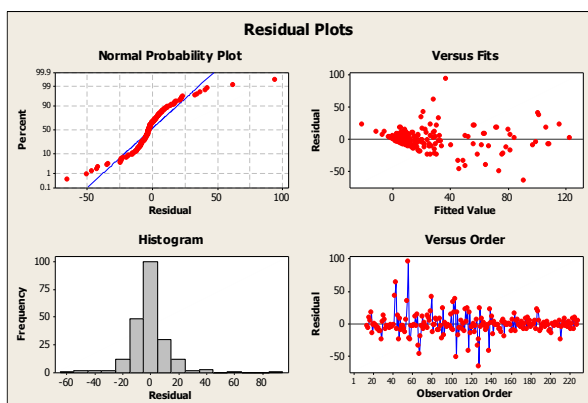 Residual Plots
Normal Probability Plot
99.9
99
90
50
10
1
0.1
Percent
-50 0 50 100
Residual
Versus Fits
100
50
0
-50
Residual
0 40 80 120
Fitted Value
Histogram
100
75
50
25
0
Frequency
-60 -40 -20 0 20 40 60 80
Residual
Versus Order
100
50
0
-50
Residual
1 20 40 60 80 100 120 140 160 180 200 220
Observation Order